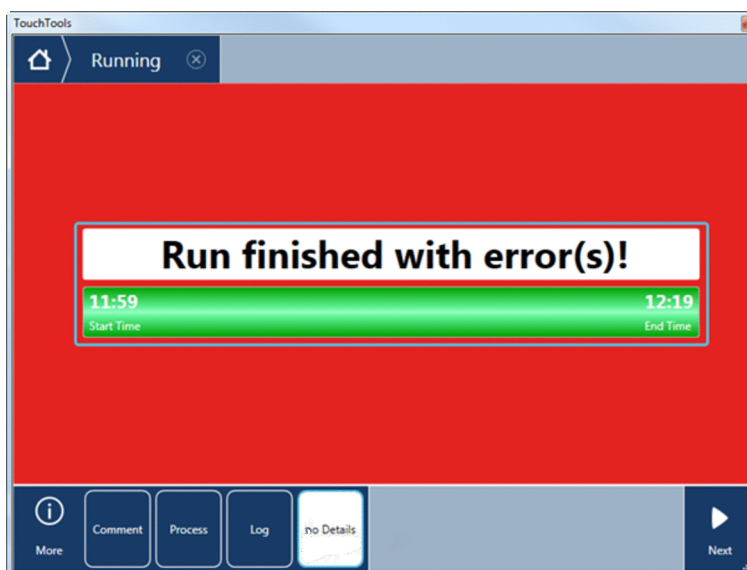 TouchTools
Running
Run finished with error(s)!
11:59 12:19
Start Time End Time
More Comment Process Log no Details Next